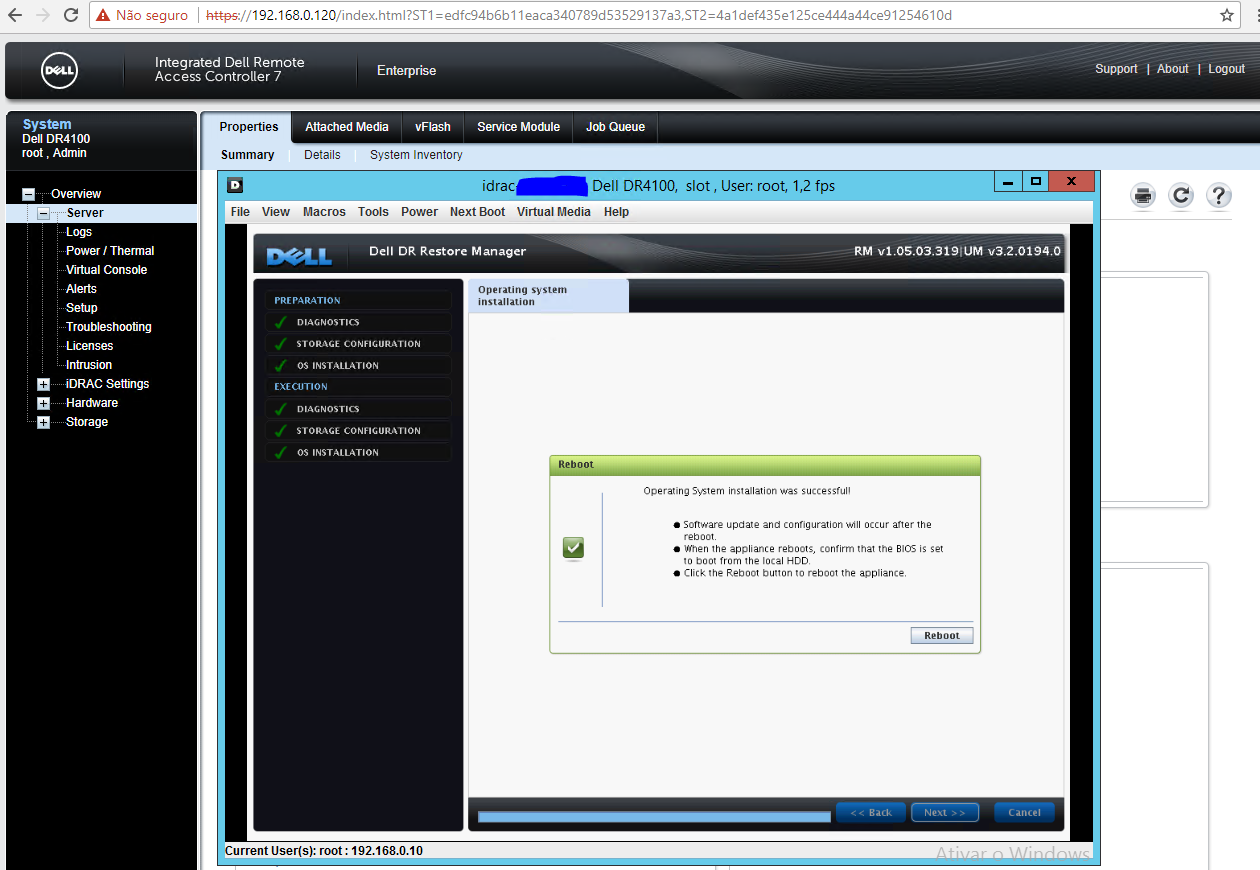 Não seguro
https://192.168.0.120/index.html?ST1=edfc94b6b11eaca340789d53529137a3,ST2=4a1def435e125ce444a44ce91254610d
DELL
Integrated Dell Remote
Access Controller 7
Enterprise
Support | About | Logout
System
Dell DR4100
root , Admin
Properties
Attached Media
vFlash
Service Module
Job Queue
Summary
Details
System Inventory
Overview
Server
Logs
Power / Thermal
Virtual Console
Alerts
Setup
Troubleshooting
Licenses
Intrusion
iDRAC Settings
Hardware
Storage
D
idrac
Dell DR4100, slot , User: root, 1,2 fps
File View Macros Tools Power Next Boot Virtual Media Help
DELL
Dell DR Restore Manager
RM v1.05.03.319|UM v3.2.0194.0
PREPARATION
DIAGNOSTICS
STORAGE CONFIGURATION
OS INSTALLATION
EXECUTION
DIAGNOSTICS
STORAGE CONFIGURATION
OS INSTALLATION
Operating system
installation
Reboot
Operating System installation was successful!
● Software update and configuration will occur after the
reboot.
● When the appliance reboots, confirm that the BIOS is set
to boot from the local HDD.
● Click the Reboot button to reboot the appliance.
Reboot
<< Back
Next >>
Cancel
Current User(s): root : 192.168.0.10
Ativar o Windows